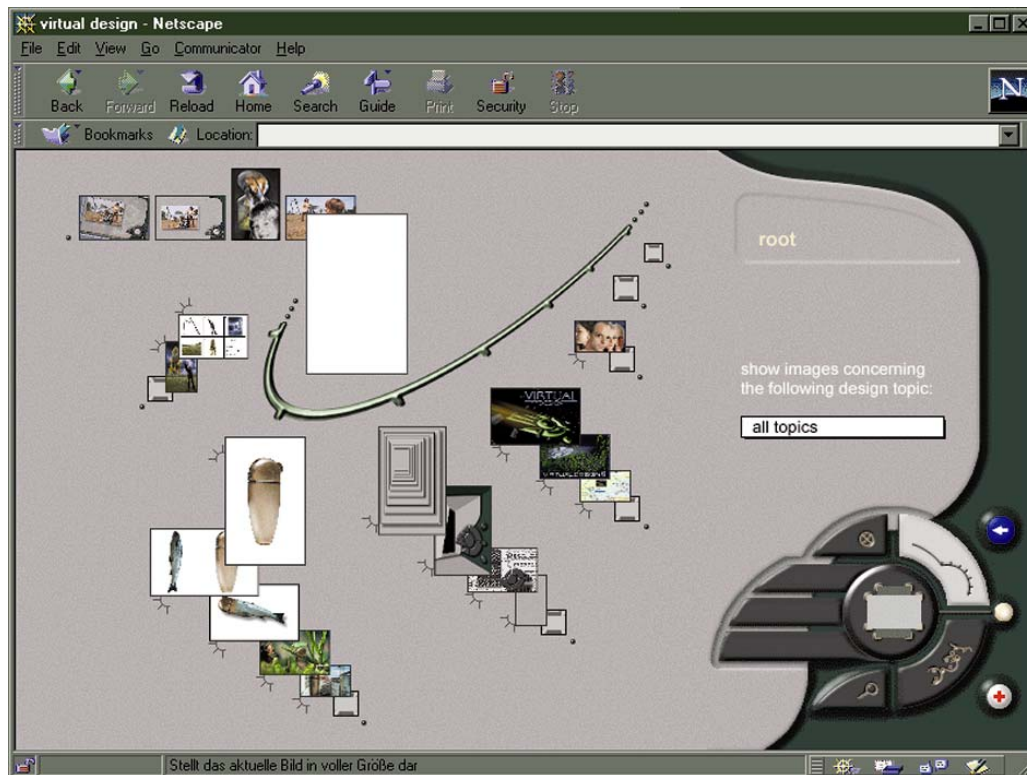 virtual design - Netscape
File Edit View Go Communicator Help
Back Forward Reload Home Search Guide Print Security Stop
N
Bookmarks Location:
root
show images concerning
the following design topic:
all topics
VIRTUAL
Stellt das aktuelle Bild in voller Größe dar